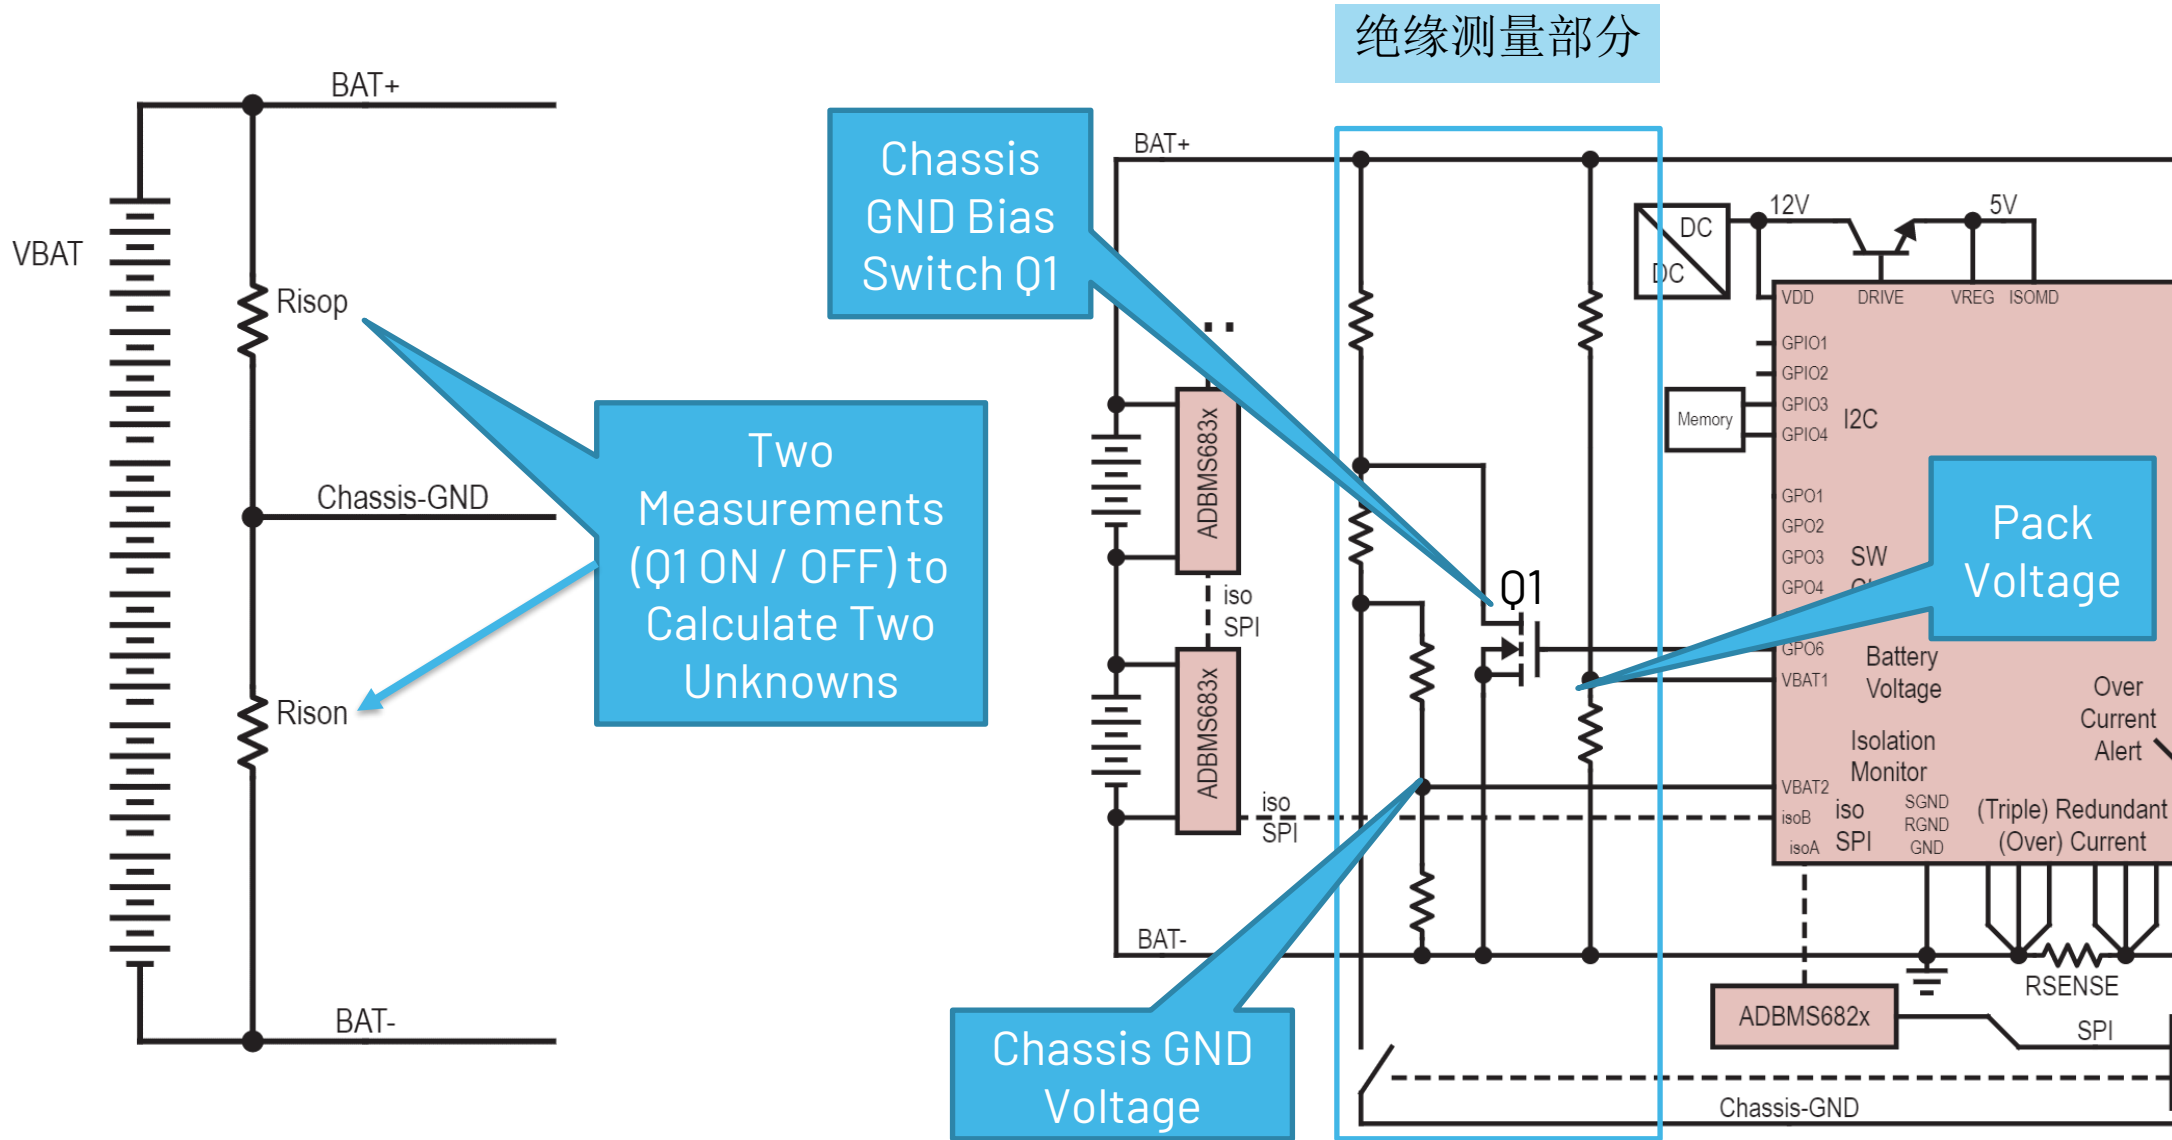 绝缘测量部分
BAT+
VBAT
Risop
Chassis-GND
Rison
BAT-
Two
Measurements
(Q1 ON / OFF) to
Calculate Two
Unknowns
Chassis
GND Bias
Switch Q1
BAT+
ADBMS683x
iso
SPI
ADBMS683x
iso
SPI
BAT-
Q1
Chassis GND
Voltage
Pack
Voltage
DC
DC
12V
5V
VDD
DRIVE
VREG
ISOMD
GPIO1
GPIO2
GPIO3
GPIO4
Memory
I2C
GPO1
GPO2
GPO3
GPO4
SW
GPO6
VBAT1
Battery
Voltage
Isolation
Monitor
VBAT2
isoB
isoA
iso
SPI
SGND
RGND
GND
Over
Current
Alert
(Triple) Redundant
(Over) Current
RSENSE
ADBMS682x
SPI
Chassis-GND